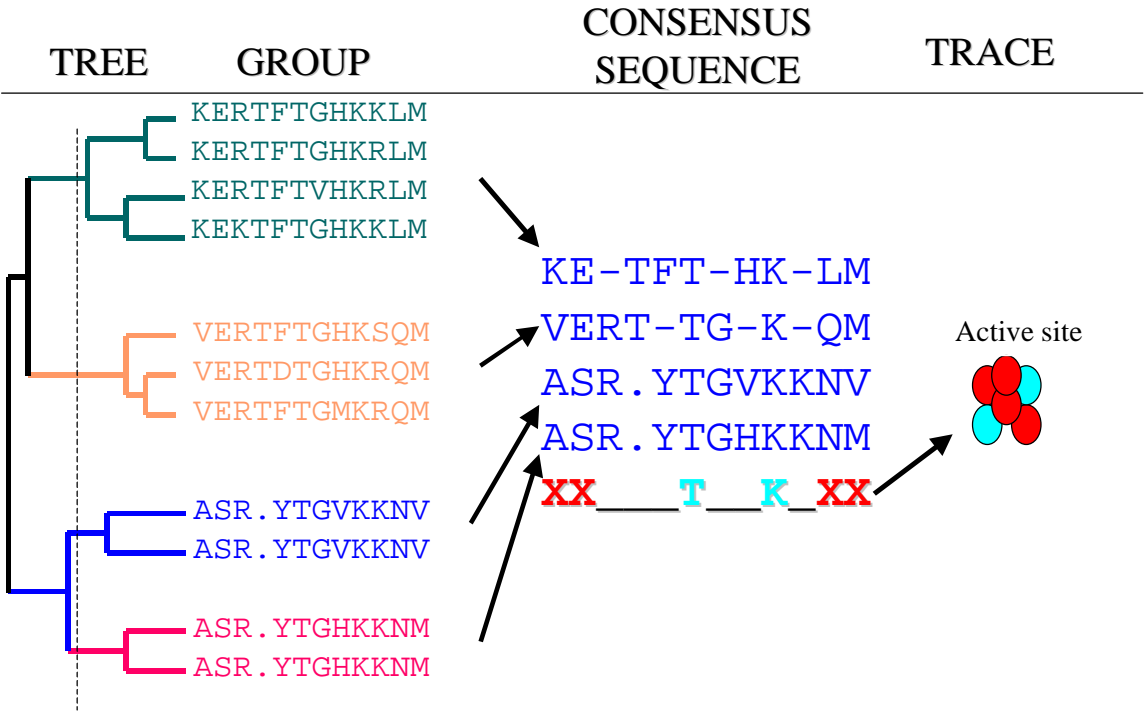 TREE
GROUP
CONSENSUS
SEQUENCE
TRACE
KERTFTGHKKLM
KERTFTGHKRLM
KERTFTVHKRLM
KEKTFTGHKKLM
VERTFTGHKSQM
VERTDTGHKRQM
VERTFTGMKRQM
ASR.YTGVKKNV
ASR.YTGVKKNV
ASR.YTGHKKNM
ASR.YTGHKKNM
KE-TFT-HK-LM
VERT-TG-K-QM
ASR.YTGVKKNV
ASR.YTGHKKNM
XX___T__K_XX
Active site